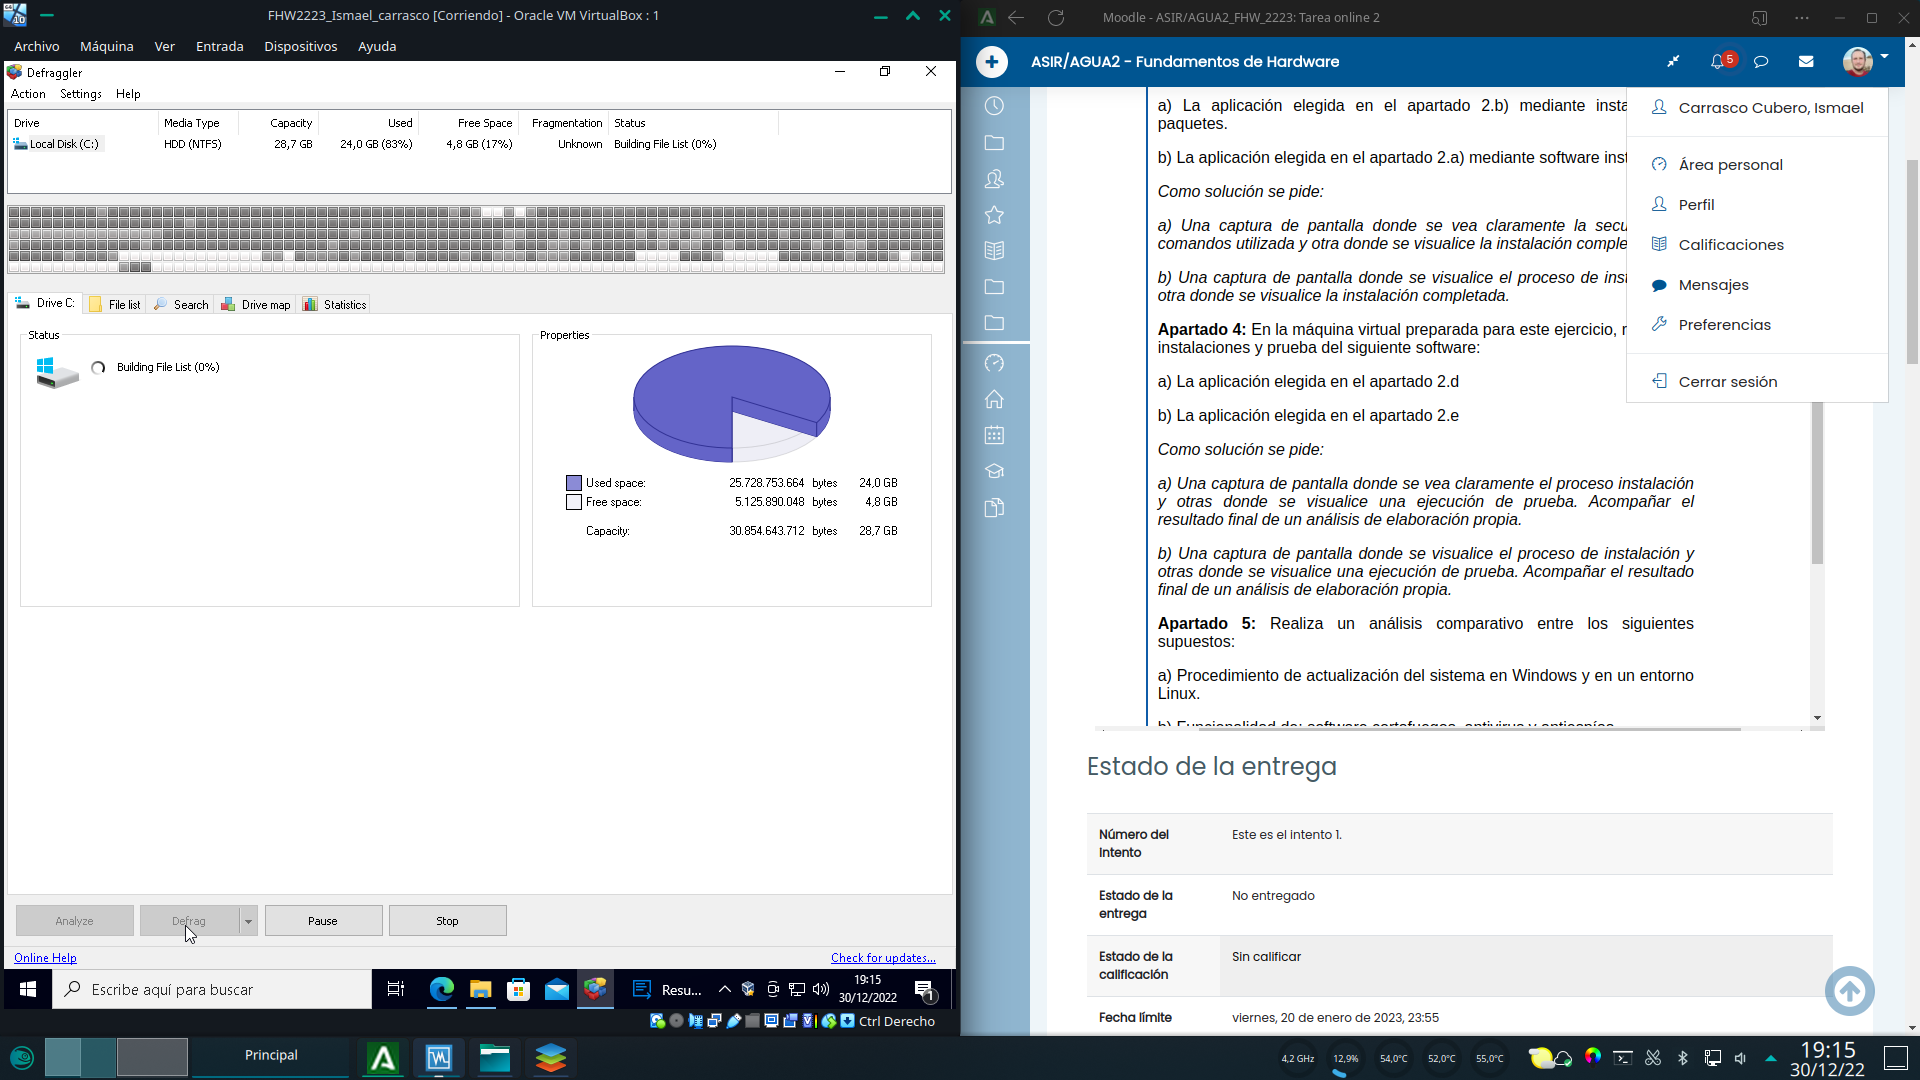 FHW2223_Ismael_carrasco [Corriendo] - Oracle VM VirtualBox : 1
Archivo Máquina Ver Entrada Dispositivos Ayuda
Defraggler
Action Settings Help
Drive Media Type Capacity Used Free Space Fragmentation Status
Local Disk (C:) HDD (NTFS) 28,7 GB 24,0 GB (83%) 4,8 GB (17%) Unknown Building File List (0%)
Drive C: File list Search Drive map Statistics
Status
Building File List (0%)
Properties
Used space: 25.728.753.664 bytes 24,0 GB
Free space: 5.125.890.048 bytes 4,8 GB
Capacity: 30.854.643.712 bytes 28,7 GB
Analyze Defrag Pause Stop
Online Help Check for updates...
Escribe aquí para buscar
Resu...
19:15
30/12/2022
1
Ctrl Derecho
Moodle - ASIR/AGUA2_FHW_2223: Tarea online 2
ASIR/AGUA2 - Fundamentos de Hardware
5
a) La aplicación elegida en el apartado 2.b) mediante insta
paquetes.
b) La aplicación elegida en el apartado 2.a) mediante software inst
Como solución se pide:
a) Una captura de pantalla donde se vea claramente la secu
comandos utilizada y otra donde se visualice la instalación comple
b) Una captura de pantalla donde se visualice el proceso de inst
otra donde se visualice la instalación completada.
Apartado 4: En la máquina virtual preparada para este ejercicio, r
instalaciones y prueba del siguiente software:
a) La aplicación elegida en el apartado 2.d
b) La aplicación elegida en el apartado 2.e
Como solución se pide:
a) Una captura de pantalla donde se vea claramente el proceso instalación
y otras donde se visualice una ejecución de prueba. Acompañar el
resultado final de un análisis de elaboración propia.
b) Una captura de pantalla donde se visualice el proceso de instalación y
otras donde se visualice una ejecución de prueba. Acompañar el resultado
final de un análisis de elaboración propia.
Apartado 5: Realiza un análisis comparativo entre los siguientes
supuestos:
a) Procedimiento de actualización del sistema en Windows y en un entorno
Linux.
b) Funcionalidad de: software cortafuegos, antivirus y antiespías
Carrasco Cubero, Ismael
Área personal
Perfil
Calificaciones
Mensajes
Preferencias
Cerrar sesión
Estado de la entrega
Número del
intento
Este es el intento 1.
Estado de la
entrega
No entregado
Estado de la
calificación
Sin calificar
Fecha límite viernes, 20 de enero de 2023, 23:55
Principal
4,2 GHz 12,9% 54,0°C 52,0°C 55,0°C
19:15
30/12/22